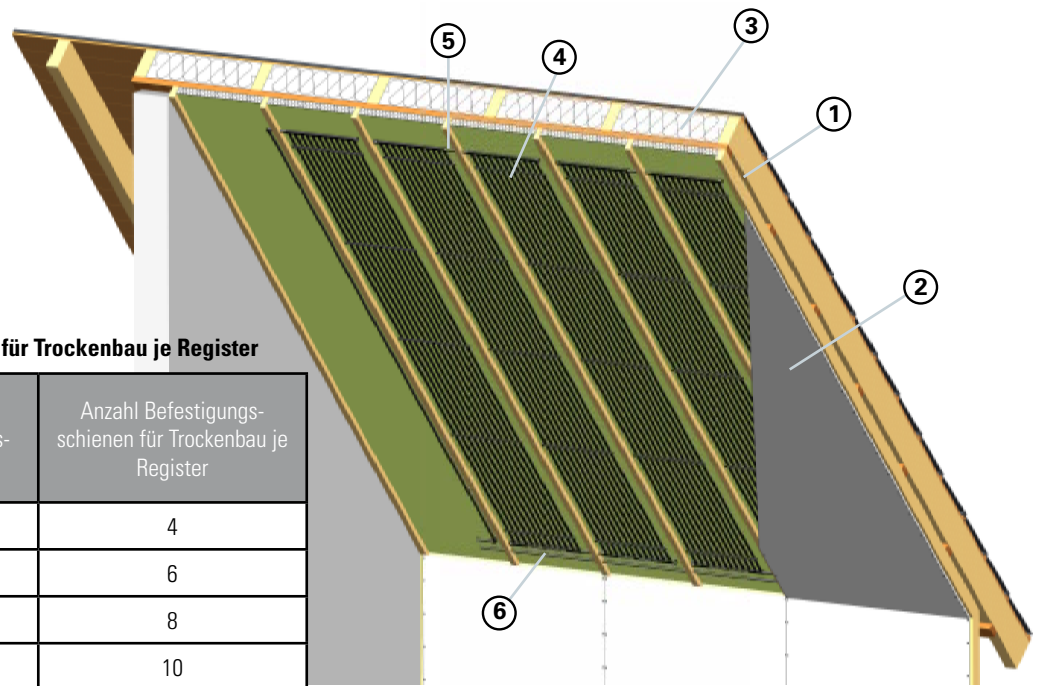 5
4
3
1
2
für Trockenbau je Register
Anzahl Befestigungs-
schienen für Trockenbau je
Register
4
6
8
10
6